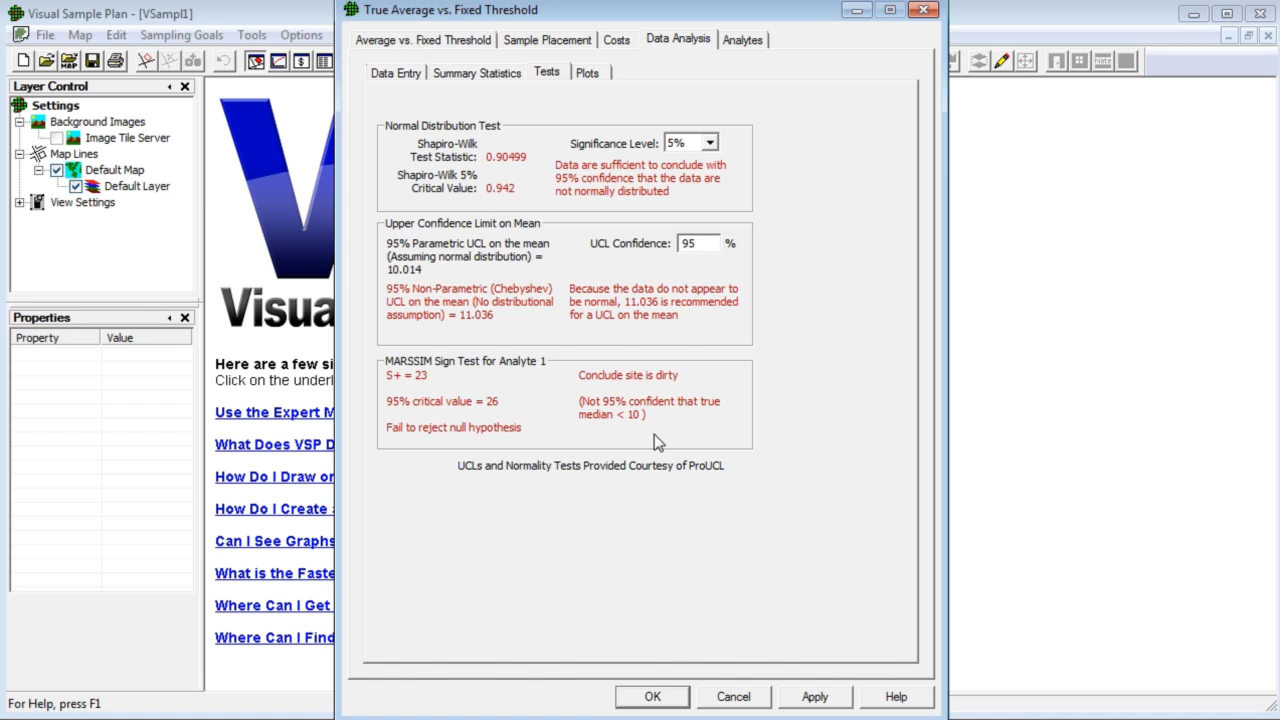 Visual Sample Plan - [VSampl1]
File Map Edit Sampling Goals Tools Options
Layer Control
Settings
Background Images
Image Tile Server
Map Lines
Default Map
Default Layer
View Settings
Properties
Property Value
V
Visua
Here are a few si
Click on the underl
Use the Expert M
What Does VSP D
How Do I Draw or
How Do I Create a
Can I See Graphs
What is the Faste
Where Can I Get
Where Can I Find
For Help, press F1
True Average vs. Fixed Threshold
Average vs. Fixed Threshold Sample Placement Costs Data Analysis Analytes
Data Entry Summary Statistics Tests Plots
Normal Distribution Test
Shapiro-Wilk
Test Statistic: 0.90499
Shapiro-Wilk 5%
Critical Value: 0.942
Significance Level: 5%
Data are sufficient to conclude with
95% confidence that the data are
not normally distributed
Upper Confidence Limit on Mean
95% Parametric UCL on the mean
(Assuming normal distribution) =
10.014
UCL Confidence: 95 %
95% Non-Parametric (Chebyshev)
UCL on the mean (No distributional
assumption) = 11.036
Because the data do not appear to
be normal, 11.036 is recommended
for a UCL on the mean
MARSSIM Sign Test for Analyte 1
S+ = 23
95% critical value = 26
Fail to reject null hypothesis
Conclude site is dirty
(Not 95% confident that true
median < 10 )
UCLs and Normality Tests Provided Courtesy of ProUCL
OK Cancel Apply Help